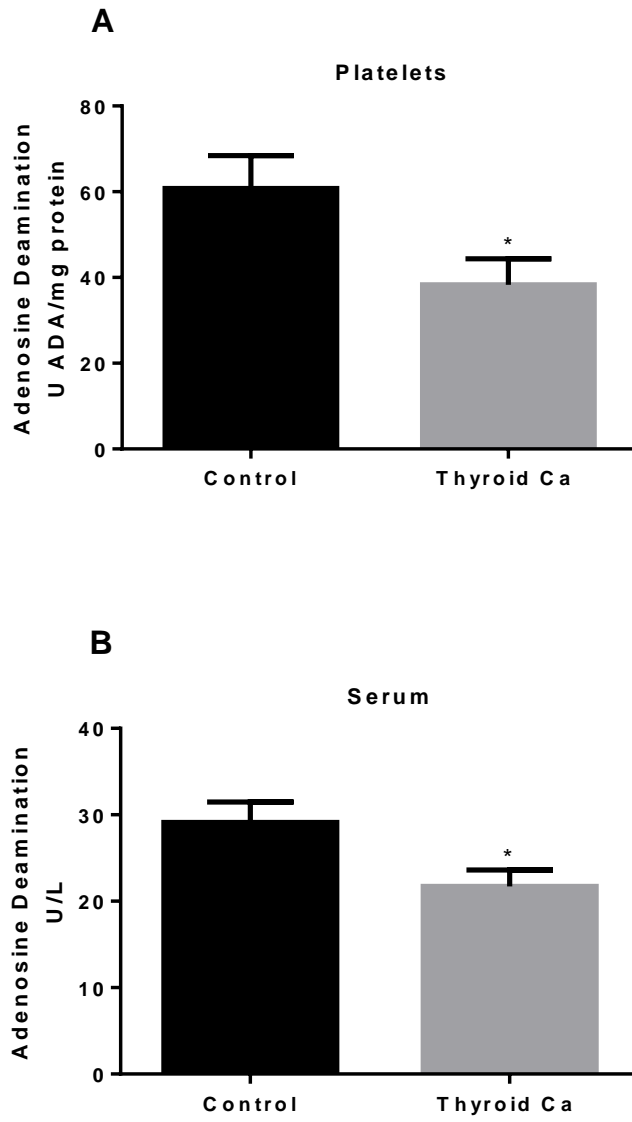 A
Platelets
Adenosine Deamination
U ADA/mg protein
80
60
40
20
0
*
Control
Thyroid Ca
B
Serum
Adenosine Deamination
U/L
40
30
20
10
0
*
Control
Thyroid Ca